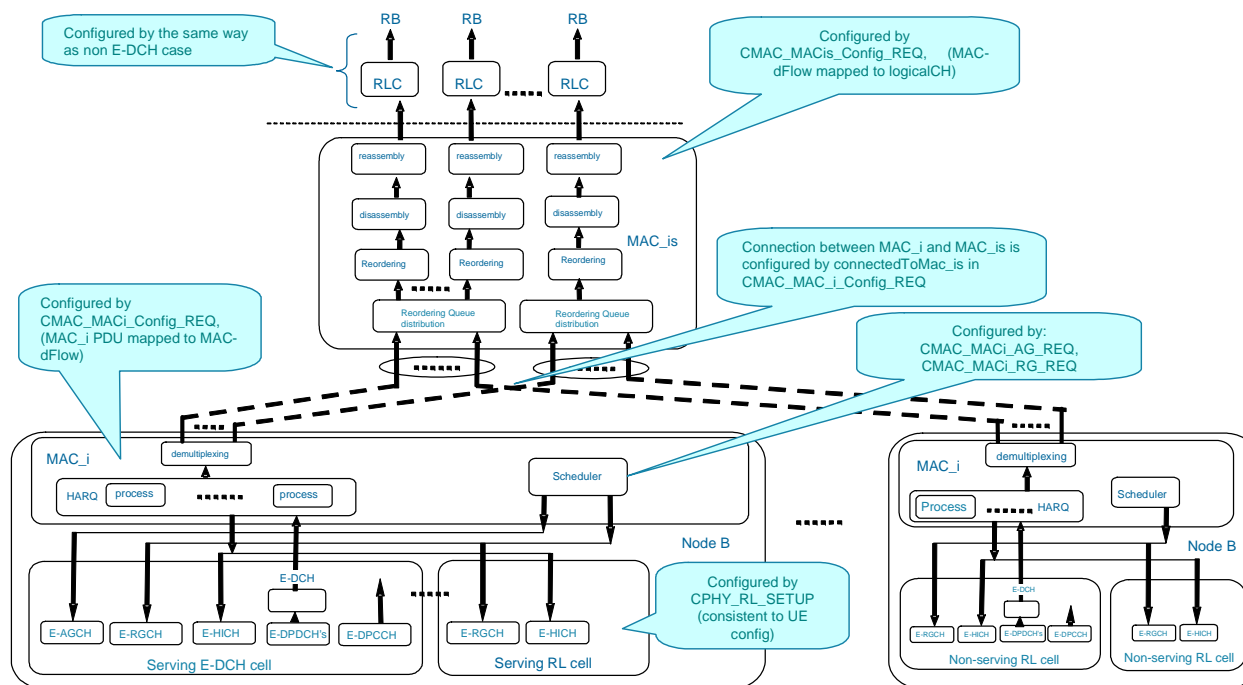 RB
RB
RB
Configured by the same way
as non E-DCH case
Configured by
CMAC_MACis_Config_REQ, (MAC-
dFlow mapped to logicalCH)
RLC
RLC
RLC
reassembly
reassembly
reassembly
disassembly
disassembly
disassembly
MAC_is
Reordering
Reordering
Reordering
Connection between MAC_i and MAC_is is
configured by connectedToMac_is in
CMAC_MAC_i_Config_REQ
Reordering Queue
distribution
Reordering Queue
distribution
Configured by
CMAC_MACi_Config_REQ,
(MAC_i PDU mapped to MAC-
dFlow)
Configured by:
CMAC_MACi_AG_REQ,
CMAC_MACi_RG_REQ
MAC_i
demultiplexing
Scheduler
HARQ
process
process
Node B
E-DCH
E-AGCH
E-RGCH
E-HICH
E-DPDCH's
E-DPCCH
Serving E-DCH cell
E-RGCH
E-HICH
Serving RL cell
Configured by
CPHY_RL_SETUP
(consistent to UE
config)
MAC_i
demultiplexing
Process
HARQ
Scheduler
Node B
E-DCH
E-RGCH
E-HICH
E-DPDCH's
E-DPCCH
Non-serving RL cell
E-RGCH
E-HICH
Non-serving RL cell